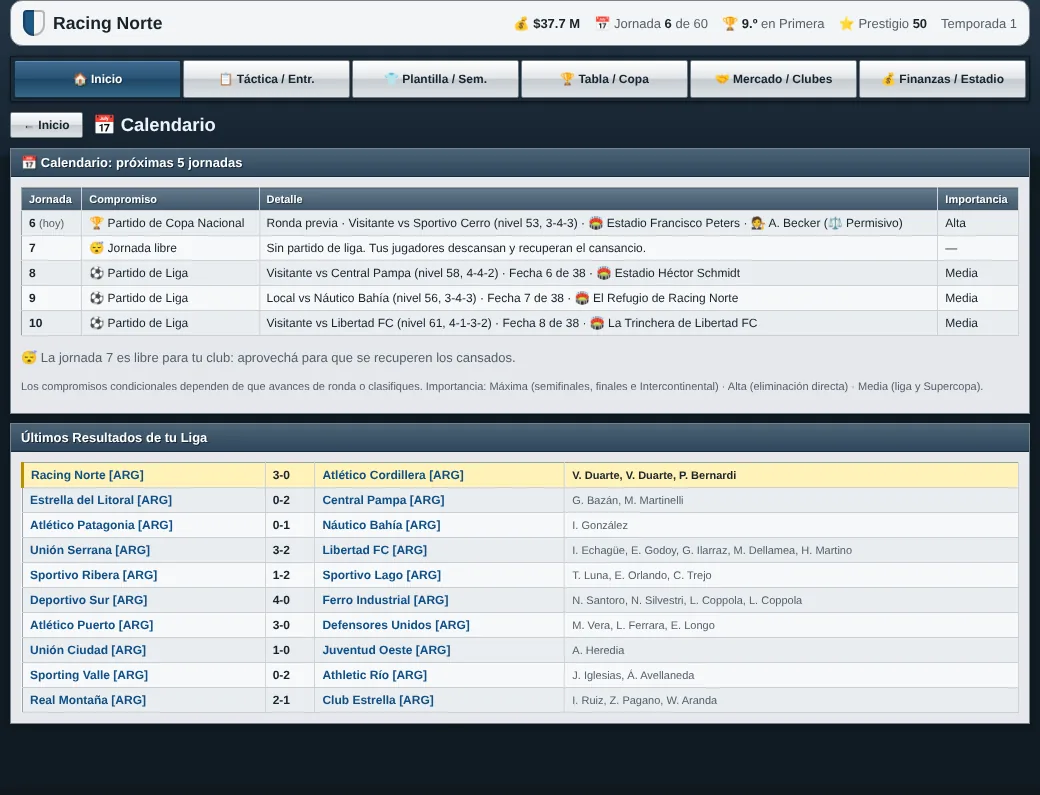 Racing Norte
💰 $37.7 M 📅 Jornada 6 de 60 🏆 9.º en Primera ⭐ Prestigio 50 Temporada 1
🏠 Inicio 📋 Táctica / Entr. 👕 Plantilla / Sem. 🏆 Tabla / Copa 🤝 Mercado / Clubes 💰 Finanzas / Estadio
← Inicio 📅 Calendario
📅 Calendario: próximas 5 jornadas
Jornada Compromiso Detalle Importancia
6 (hoy) 🏆 Partido de Copa Nacional Ronda previa · Visitante vs Sportivo Cerro (nivel 53, 3-4-3) · 🏟️ Estadio Francisco Peters · 🧑‍⚖️ A. Becker (⚖️ Permisivo) Alta
7 😴 Jornada libre Sin partido de liga. Tus jugadores descansan y recuperan el cansancio. —
8 ⚽ Partido de Liga Visitante vs Central Pampa (nivel 58, 4-4-2) · Fecha 6 de 38 · 🏟️ Estadio Héctor Schmidt Media
9 ⚽ Partido de Liga Local vs Náutico Bahía (nivel 56, 3-4-3) · Fecha 7 de 38 · 🏟️ El Refugio de Racing Norte Media
10 ⚽ Partido de Liga Visitante vs Libertad FC (nivel 61, 4-1-3-2) · Fecha 8 de 38 · 🏟️ La Trinchera de Libertad FC Media
😴 La jornada 7 es libre para tu club: aprovechá para que se recuperen los cansados.
Los compromisos condicionales dependen de que avances de ronda o clasifiques. Importancia: Máxima (semifinales, finales e Intercontinental) · Alta (eliminación directa) · Media (liga y Supercopa).
Últimos Resultados de tu Liga
Racing Norte [ARG] 3-0 Atlético Cordillera [ARG] V. Duarte, V. Duarte, P. Bernardi
Estrella del Litoral [ARG] 0-2 Central Pampa [ARG] G. Bazán, M. Martinelli
Atlético Patagonia [ARG] 0-1 Náutico Bahía [ARG] I. González
Unión Serrana [ARG] 3-2 Libertad FC [ARG] I. Echagüe, E. Godoy, G. Ilarraz, M. Dellamea, H. Martino
Sportivo Ribera [ARG] 1-2 Sportivo Lago [ARG] T. Luna, E. Orlando, C. Trejo
Deportivo Sur [ARG] 4-0 Ferro Industrial [ARG] N. Santoro, N. Silvestri, L. Coppola, L. Coppola
Atlético Puerto [ARG] 3-0 Defensores Unidos [ARG] M. Vera, L. Ferrara, E. Longo
Unión Ciudad [ARG] 1-0 Juventud Oeste [ARG] A. Heredia
Sporting Valle [ARG] 0-2 Athletic Río [ARG] J. Iglesias, Á. Avellaneda
Real Montaña [ARG] 2-1 Club Estrella [ARG] I. Ruiz, Z. Pagano, W. Aranda